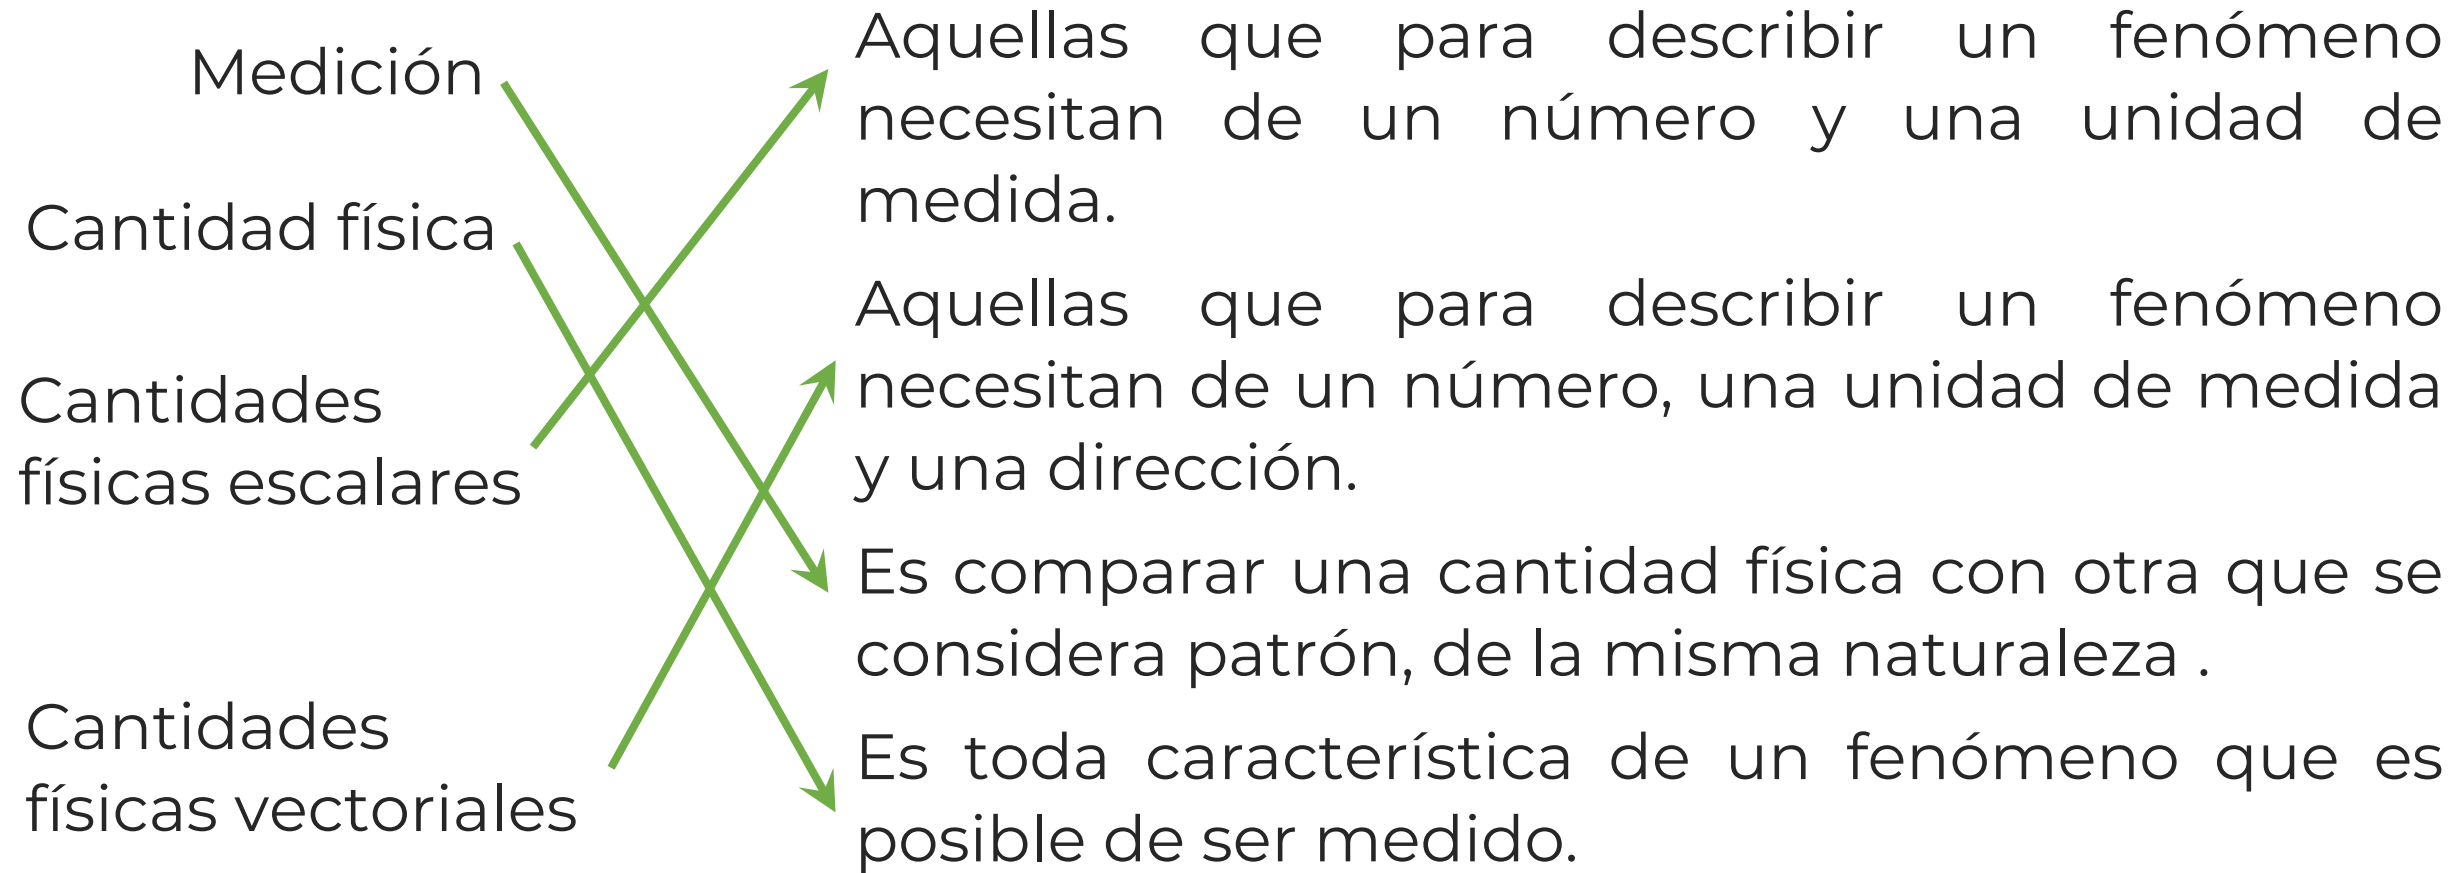 Medición
Cantidad física
Cantidades
físicas escalares
Cantidades
físicas vectoriales
Aquellas que para describir un fenómeno
necesitan de un número y una unidad de
medida.
Aquellas que para describir un fenómeno
necesitan de un número, una unidad de medida
y una dirección.
Es comparar una cantidad física con otra que se
considera patrón, de la misma naturaleza .
Es toda característica de un fenómeno que es
posible de ser medido.